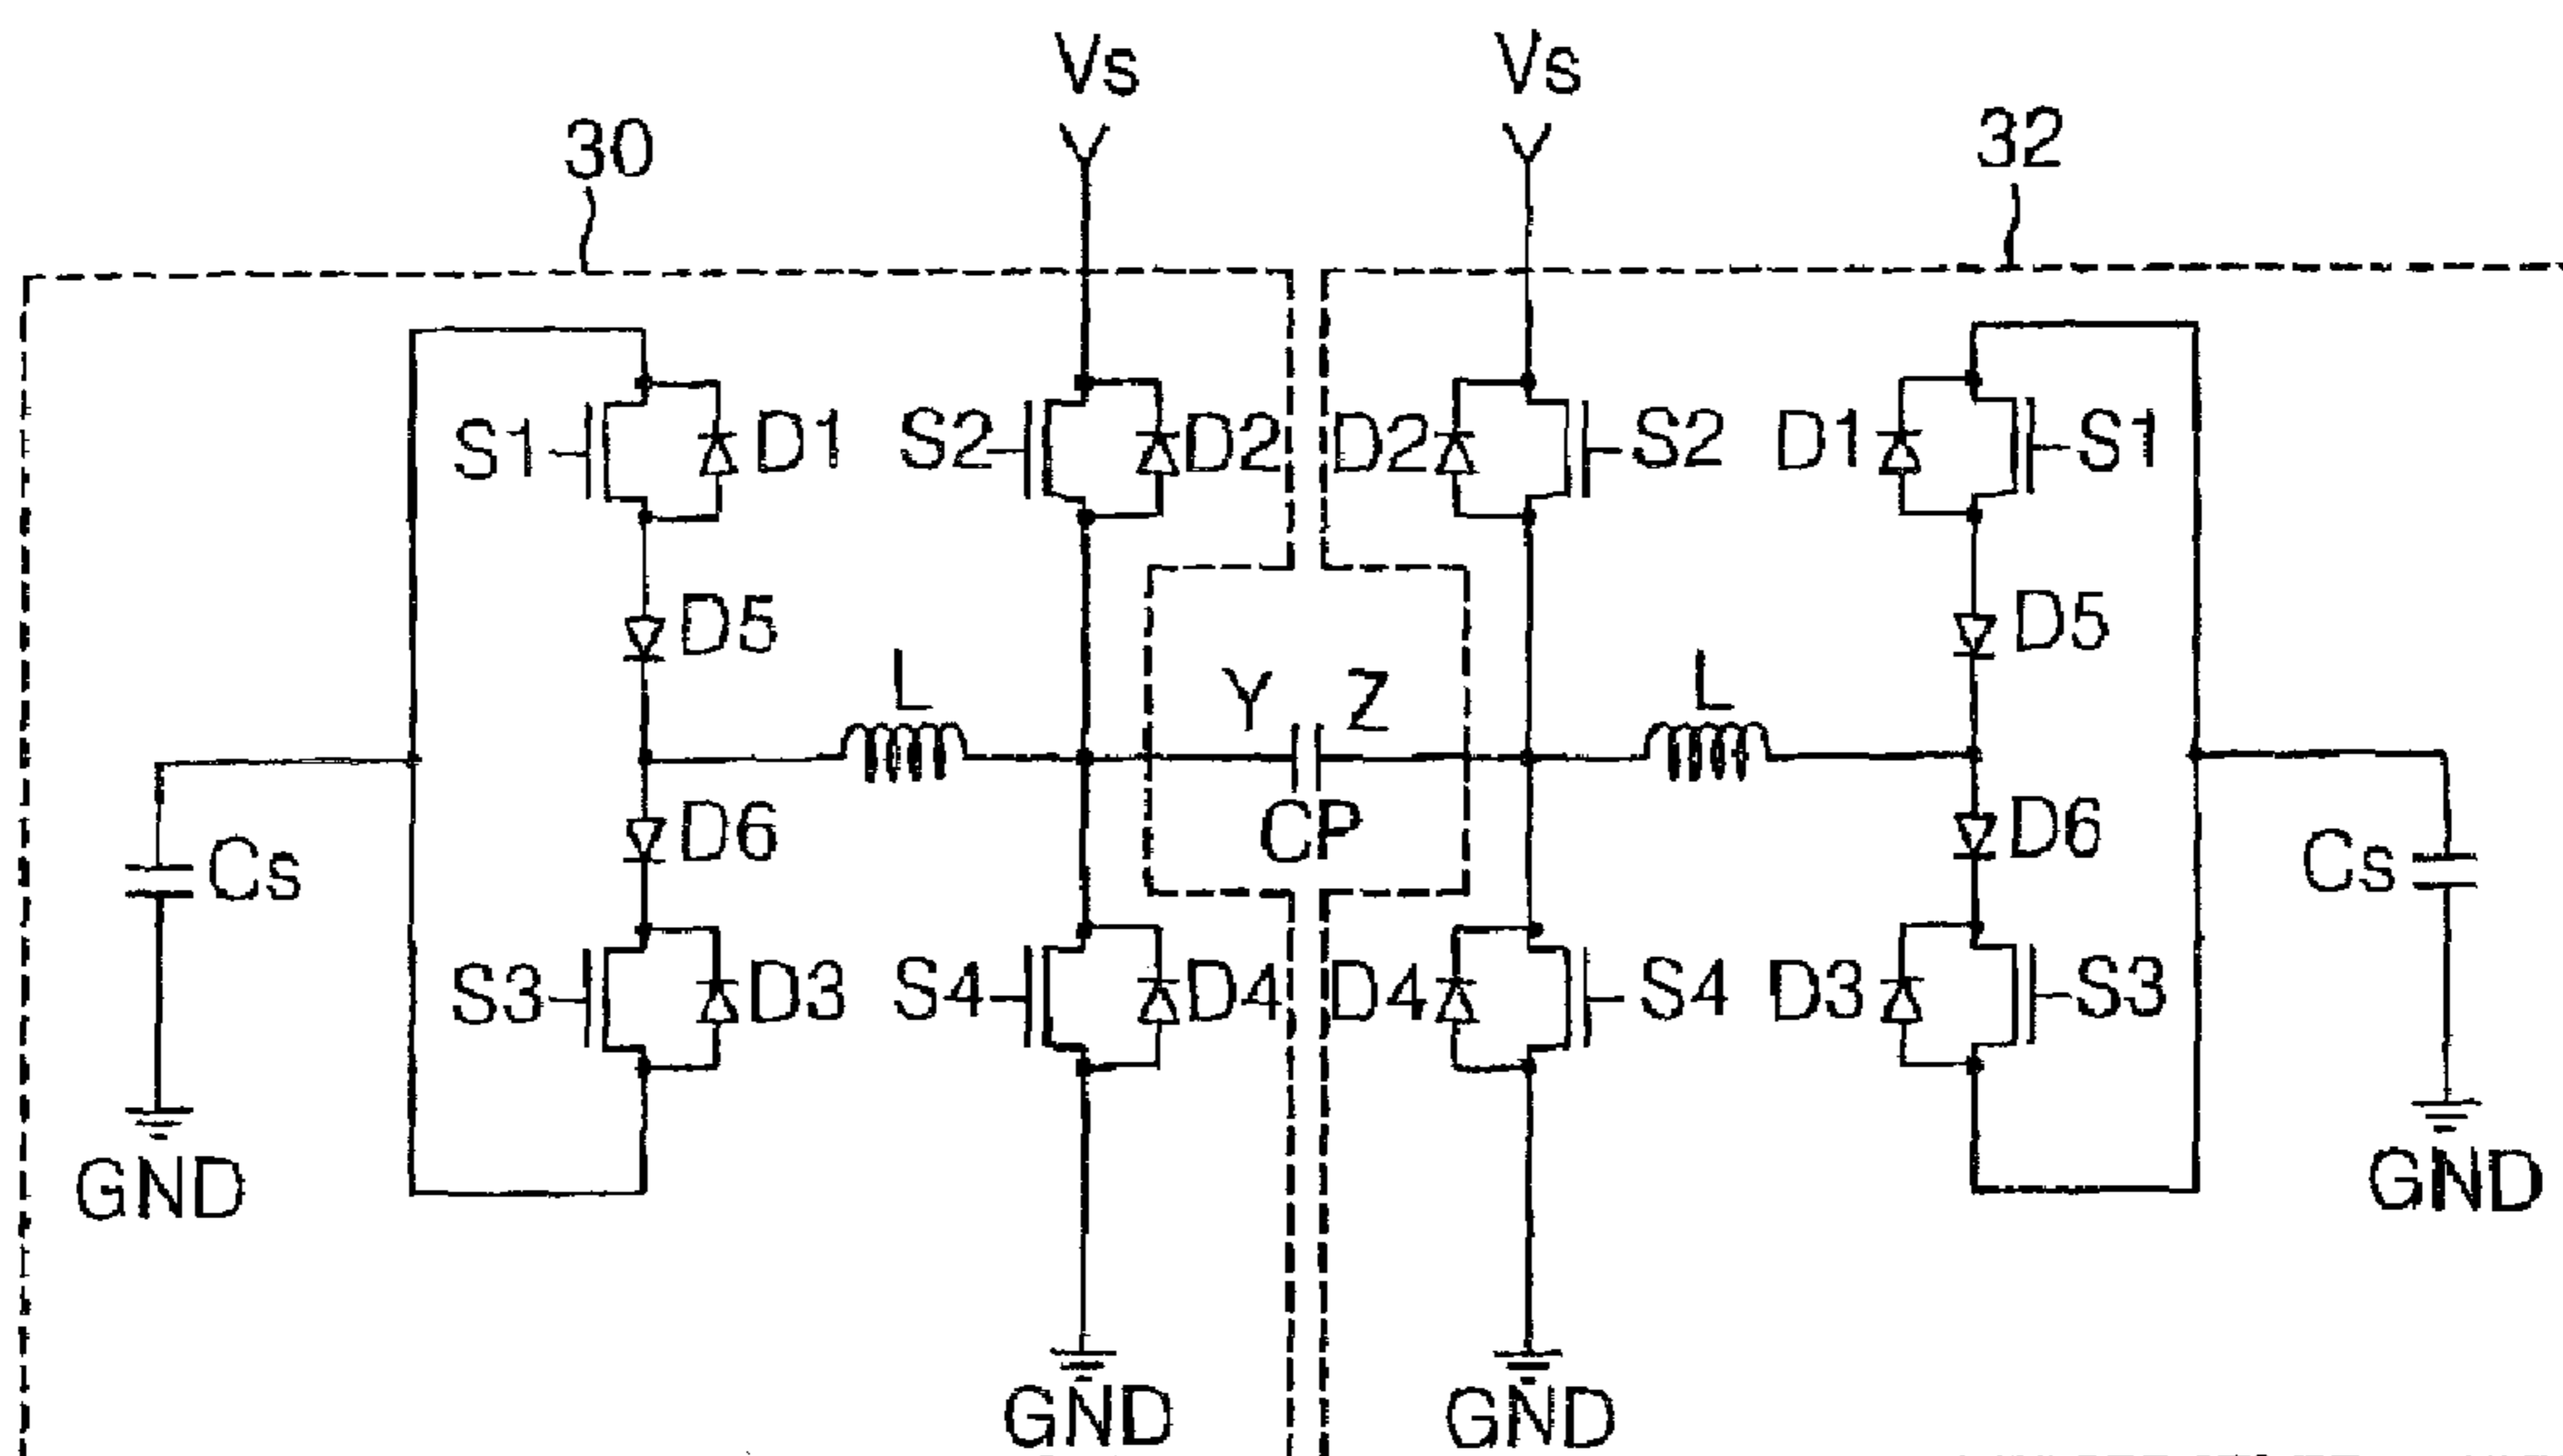 Vs Vs
30 32
S1 D1 S2 D2 D2 S2 D1 S1
D5 D5
L Y Z L
D6 CP D6
Cs Cs
S3 D3 S4 D4 D4 S4 D3 S3
GND GND
GND GND